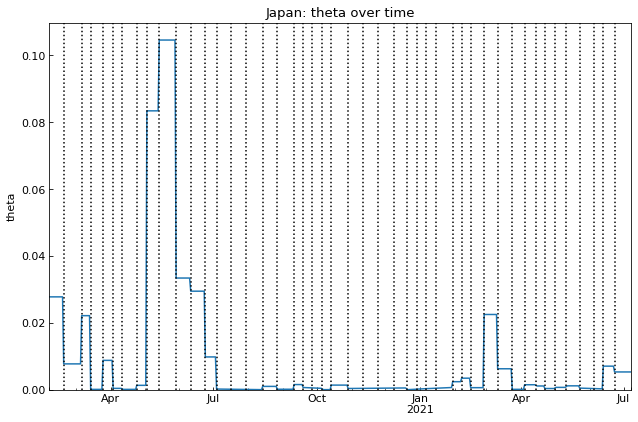 Japan: theta over time
0.10
0.08
0.06
0.04
0.02
0.00
theta
Apr
Jul
Oct
Jan
2021
Apr
Jul